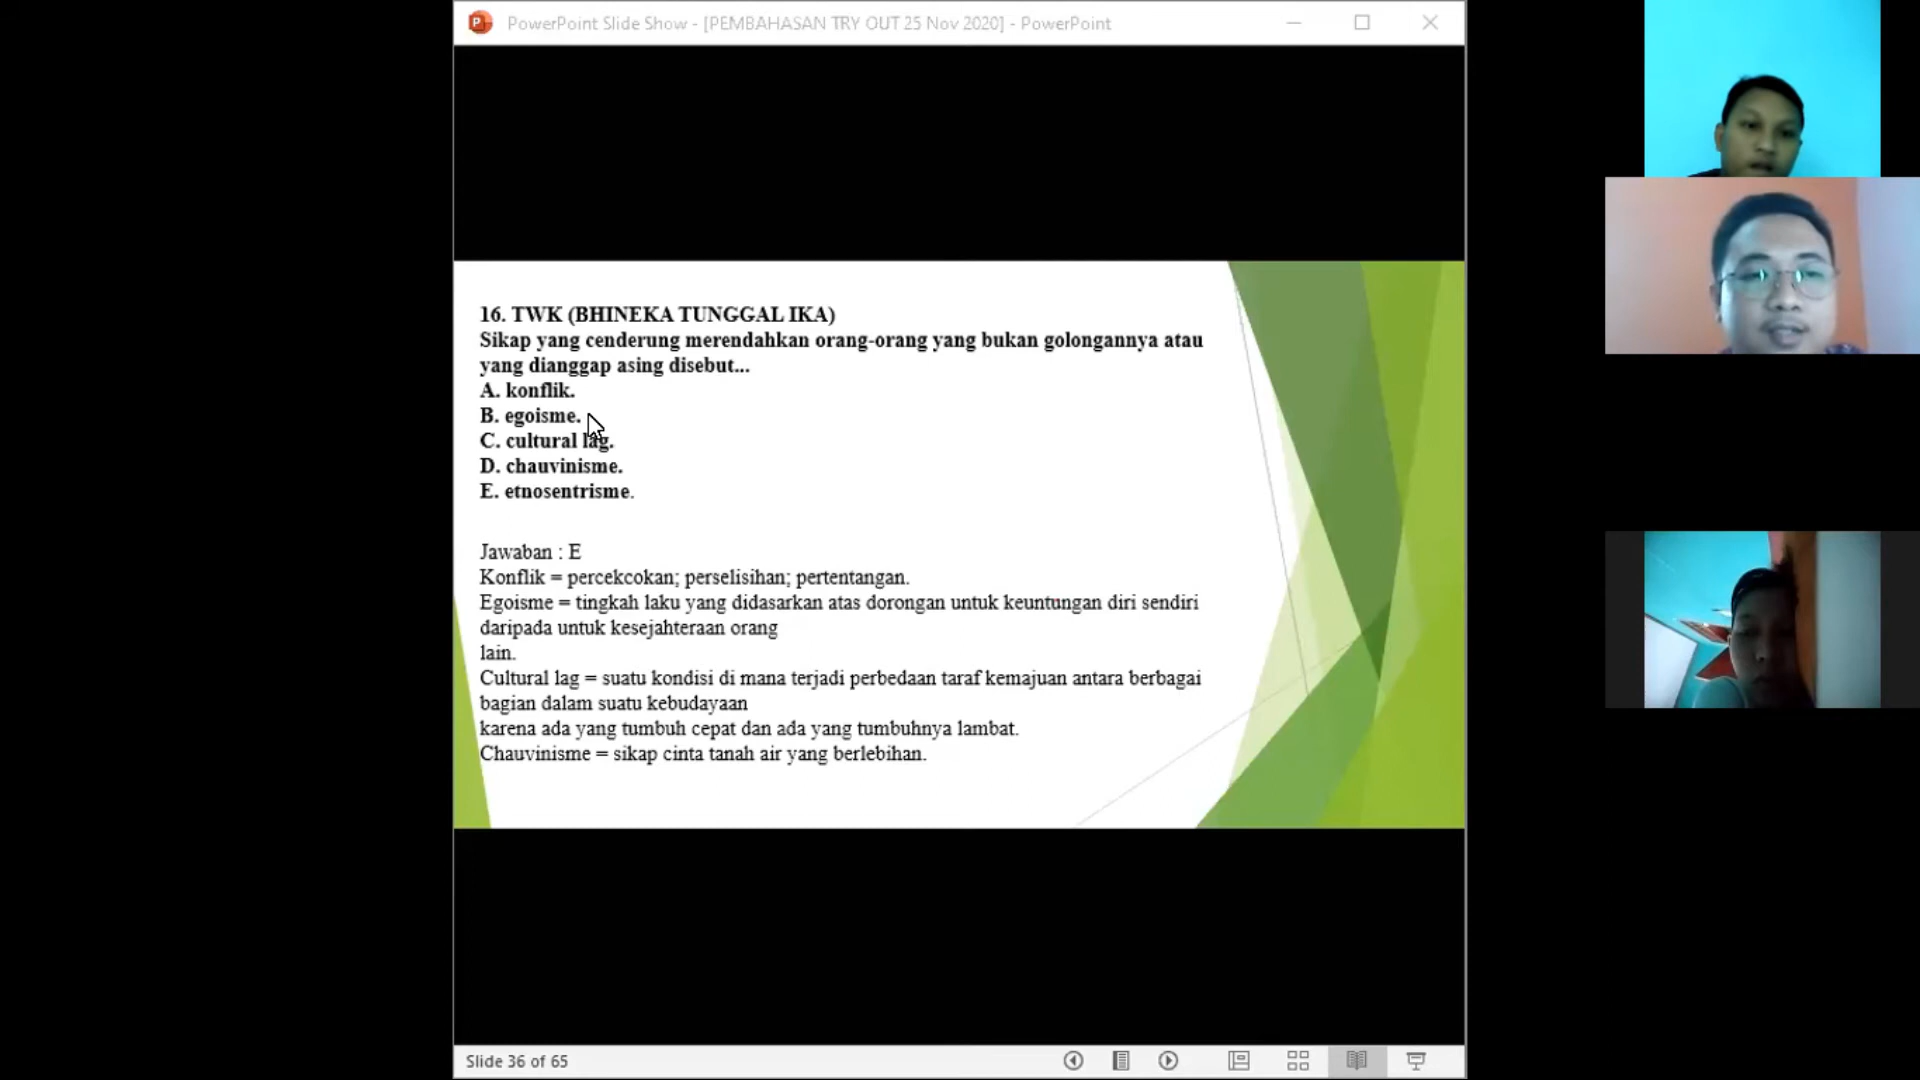 PowerPoint Slide Show - [PEMBAHASAN TRY OUT 25 Nov 2020] - PowerPoint
16. TWK (BHINEKA TUNGGAL IKA)
Sikap yang cenderung merendahkan orang-orang yang bukan golongannya atau
yang dianggap asing disebut...
A. konflik.
B. egoisme.
C. cultural lag.
D. chauvinisme.
E. etnosentrisme.
Jawaban : E
Konflik = percekcokan; perselisihan; pertentangan.
Egoisme = tingkah laku yang didasarkan atas dorongan untuk keuntungan diri sendiri
daripada untuk kesejahteraan orang
lain.
Cultural lag = suatu kondisi di mana terjadi perbedaan taraf kemajuan antara berbagai
bagian dalam suatu kebudayaan
karena ada yang tumbuh cepat dan ada yang tumbuhnya lambat.
Chauvinisme = sikap cinta tanah air yang berlebihan.
Slide 36 of 65